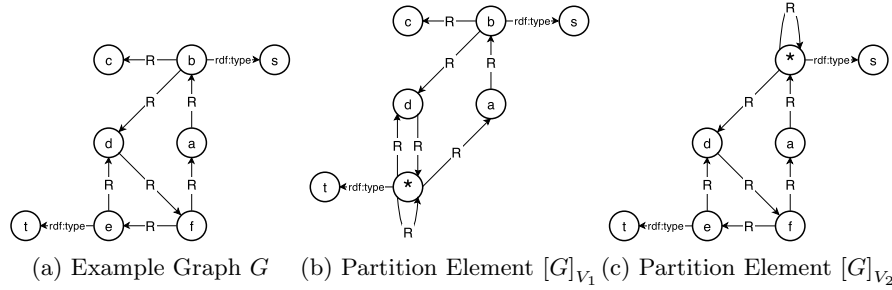 R
c R b rdf:type s
R R
d a
R R R
t rdf:type e R f
c R b rdf:type s
R R
d a
R R R
t rdf:type *
R
R
* rdf:type s
R R
d a
R R R
t rdf:type e R f
(a) Example Graph G (b) Partition Element [G]V1 (c) Partition Element [G]V2